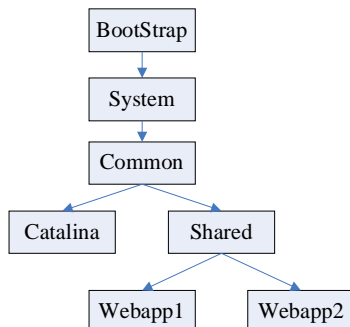 BootStrap
System
Common
Catalina
Shared
Webapp1
Webapp2